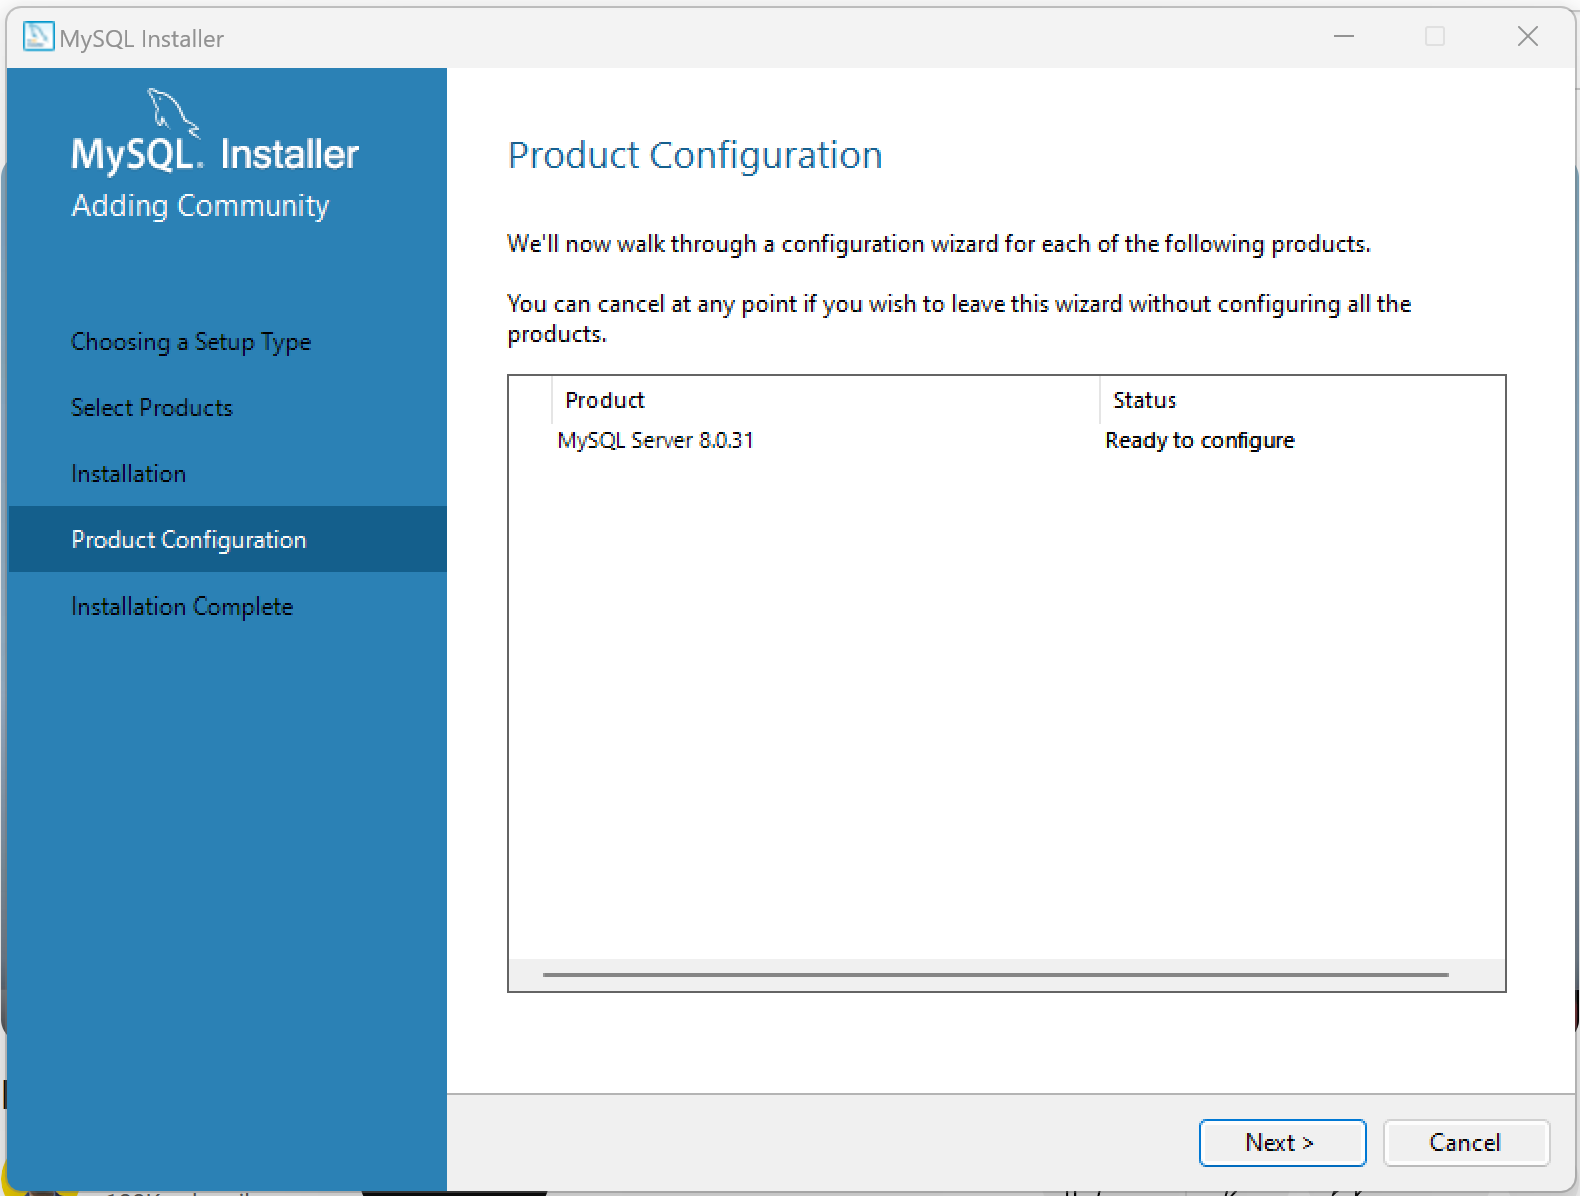 MySQL Installer
MySQL. Installer
Adding Community
Choosing a Setup Type
Select Products
Installation
Product Configuration
Installation Complete
Product Configuration
We'll now walk through a configuration wizard for each of the following products.
You can cancel at any point if you wish to leave this wizard without configuring all the
products.
Product Status
MySQL Server 8.0.31 Ready to configure
Next >
Cancel